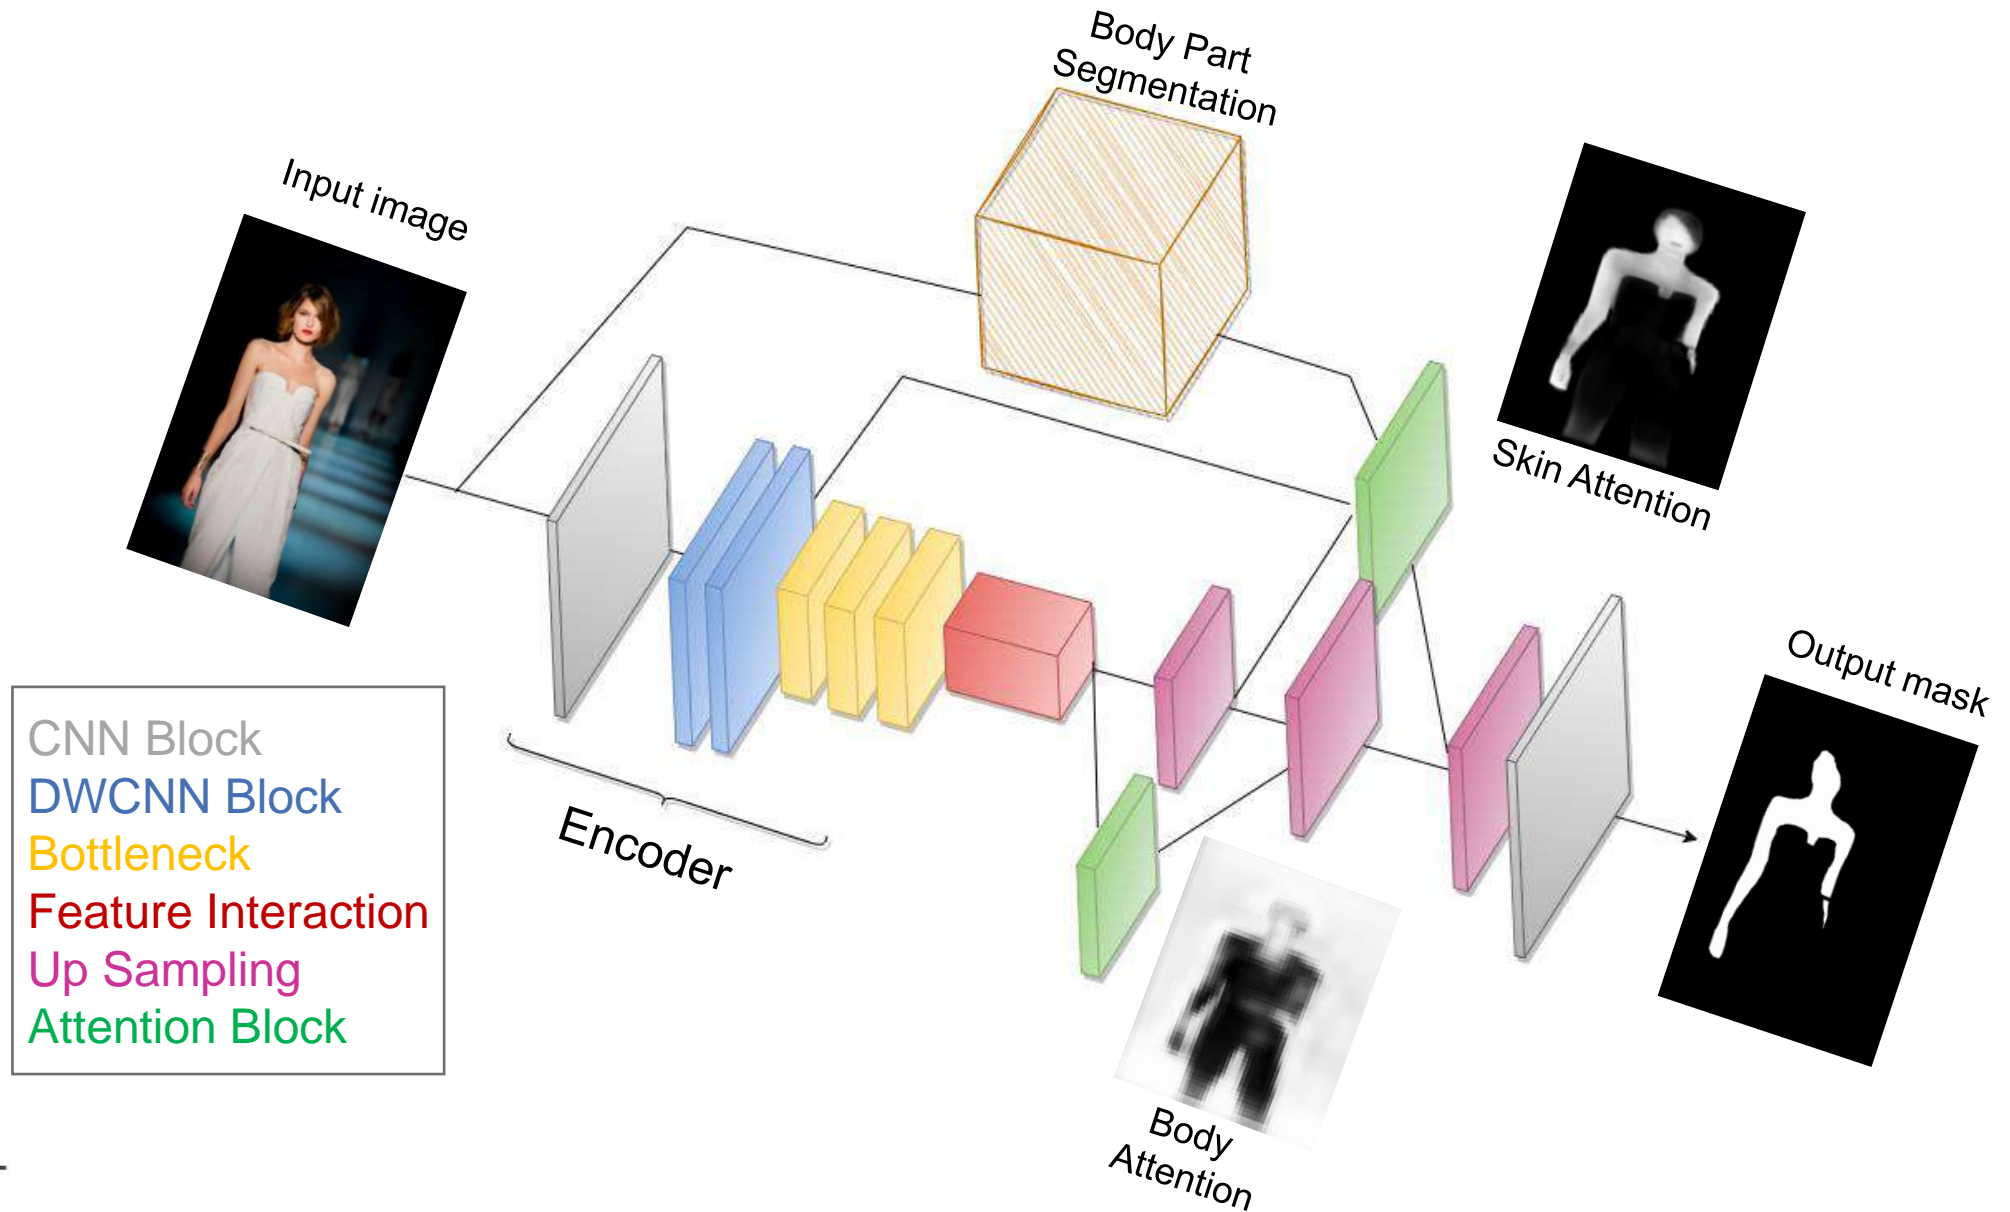 Body Part
Segmentation
Input image
Skin Attention
Output mask
CNN Block
DWCNN Block
Bottleneck
Feature Interaction
Up Sampling
Attention Block
Encoder
Body
Attention